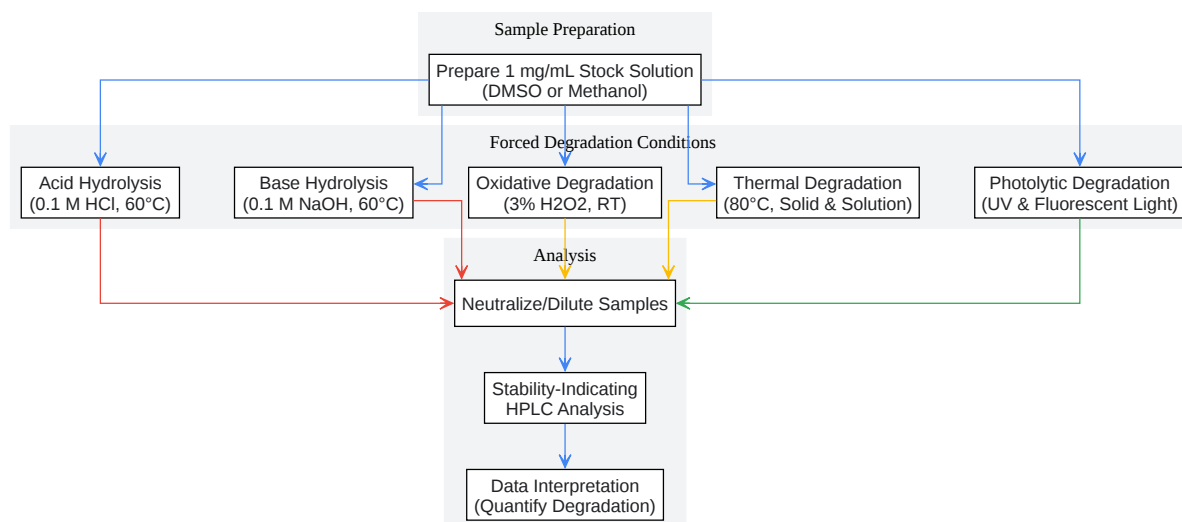 Sample Preparation
Prepare 1 mg/mL Stock Solution
(DMSO or Methanol)
Forced Degradation Conditions
Acid Hydrolysis
(0.1 M HCl, 60°C)
Base Hydrolysis
(0.1 M NaOH, 60°C)
Oxidative Degradation
(3% H2O2, RT)
Thermal Degradation
(80°C, Solid & Solution)
Photolytic Degradation
(UV & Fluorescent Light)
Analysis
Neutralize/Dilute Samples
Stability-Indicating
HPLC Analysis
Data Interpretation
(Quantify Degradation)